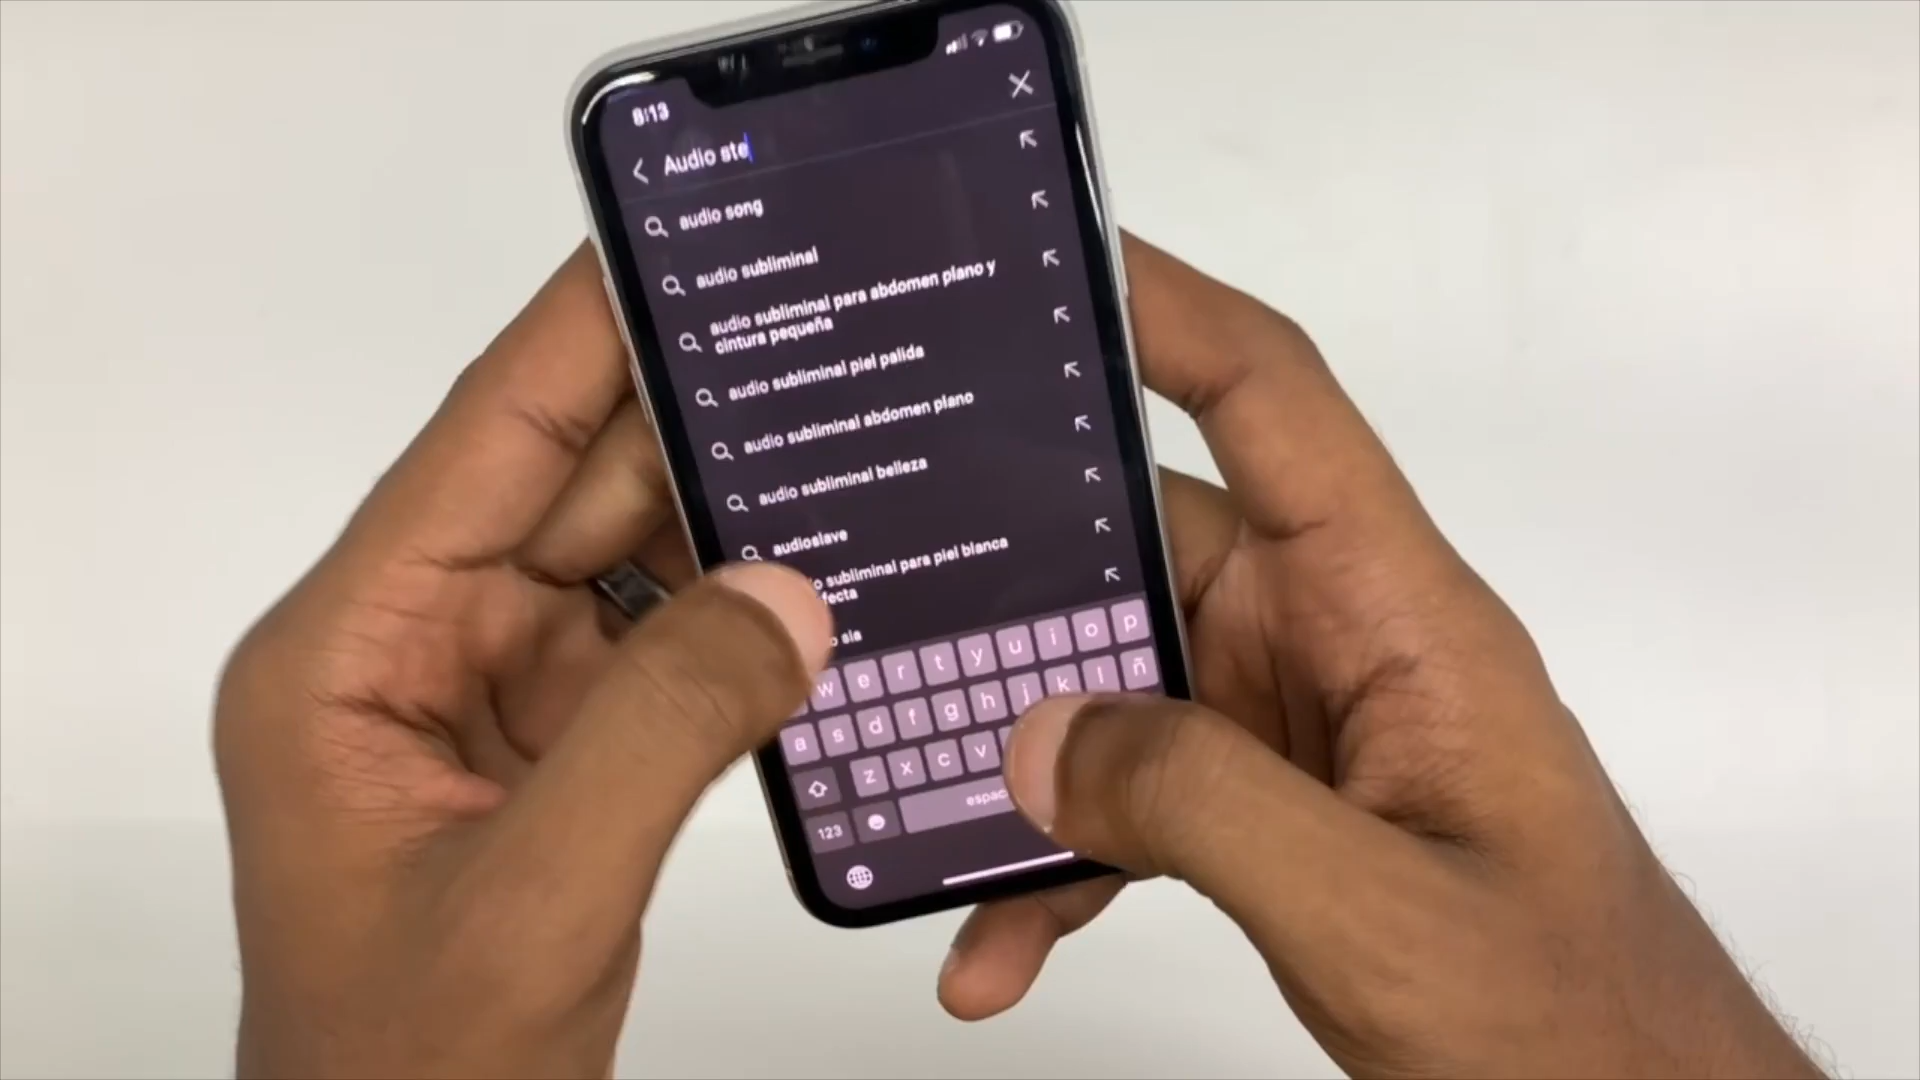 8:13
Audio ste
audio song
audio subliminal
audio subliminal para abdomen plano y
cintura pequeña
audio subliminal piel palida
audio subliminal abdomen plano
audio subliminal belleza
audioslave
subliminal para piel blanca
sia
w e r t y u i o p
a s d f g h j k l ñ
z x c v
123